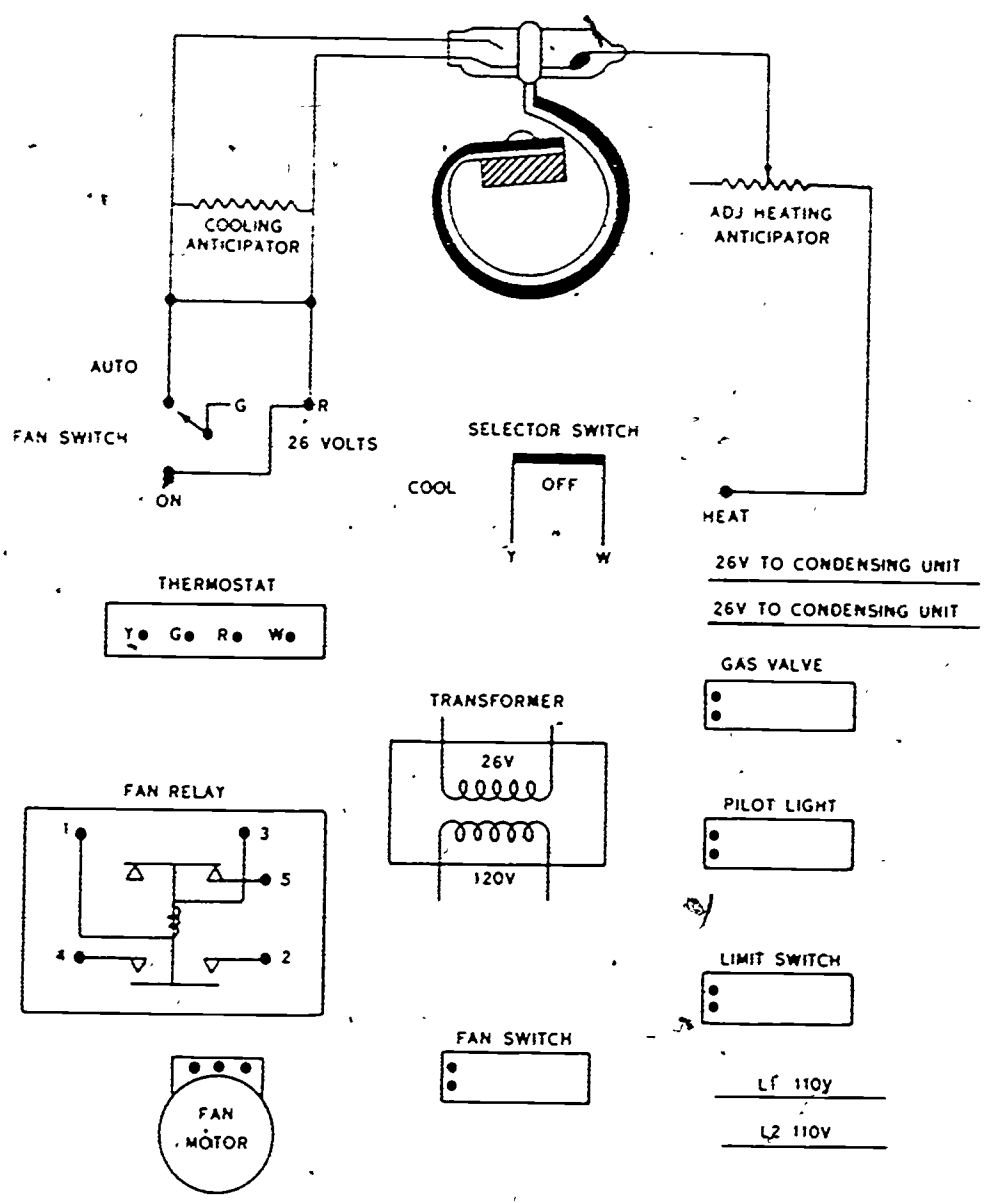 COOLING
ANTICIPATOR
ADJ HEATING
ANTICIPATOR
AUTO
G
R
FAN SWITCH
26 VOLTS
ON
SELECTOR SWITCH
COOL
OFF
Y
W
HEAT
26V TO CONDENSING UNIT
26V TO CONDENSING UNIT
THERMOSTAT
Y G R W
GAS VALVE
TRANSFORMER
26V
120V
FAN RELAY
1
3
5
4
2
PILOT LIGHT
LIMIT SWITCH
FAN SWITCH
FAN
MOTOR
L1 110V
L2 110V